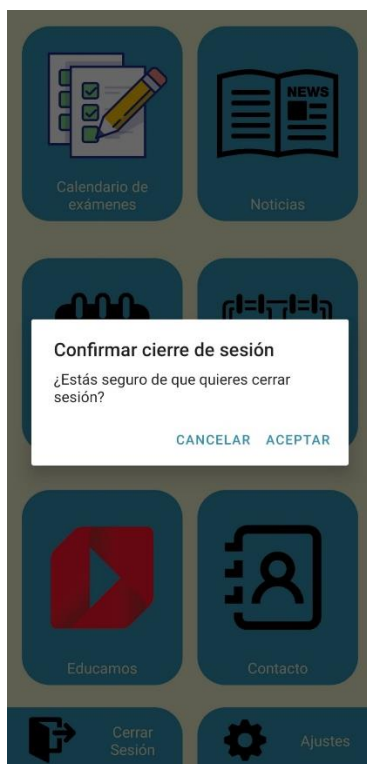 Calendario de
exámenes
NEWS
Noticias
Confirmar cierre de sesión
¿Estás seguro de que quieres cerrar
sesión?
CANCELAR ACEPTAR
Educamos
Contacto
Cerrar
Sesión
Ajustes